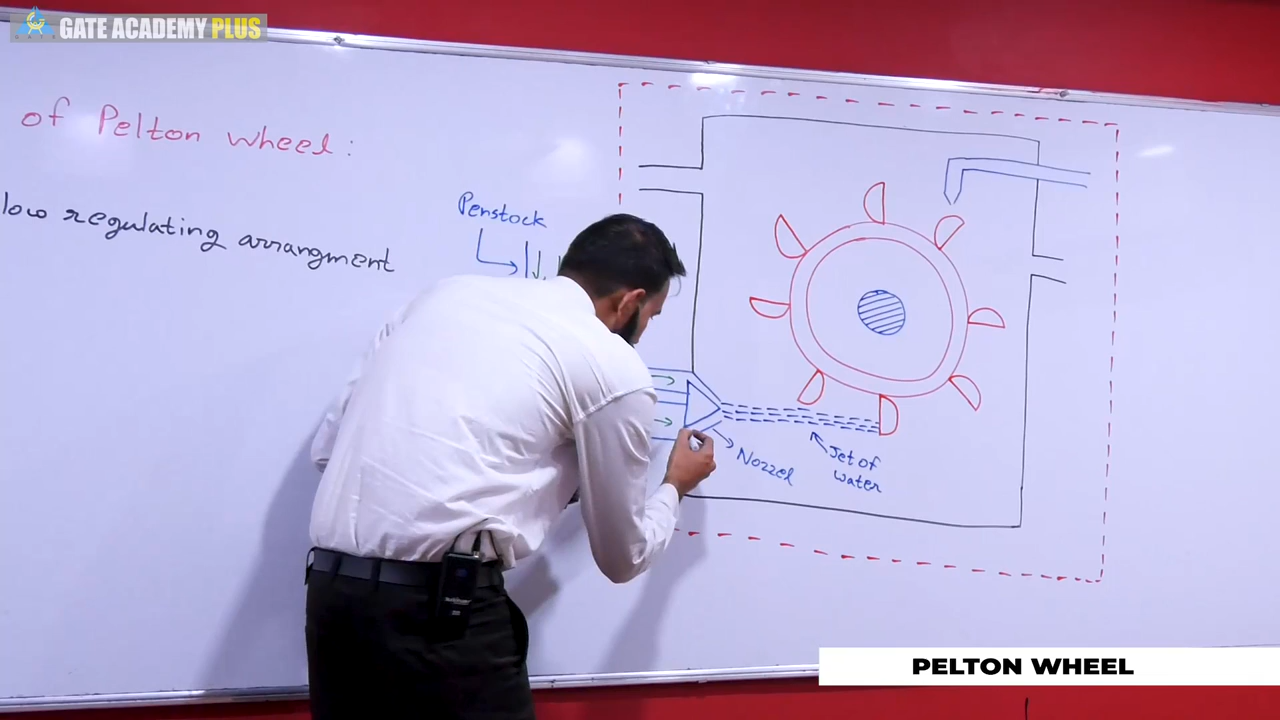 GATE ACADEMY PLUS
of Pelton wheel:
low regulating arrangment
Penstock
Nozzel
Jet of
water
PELTON WHEEL